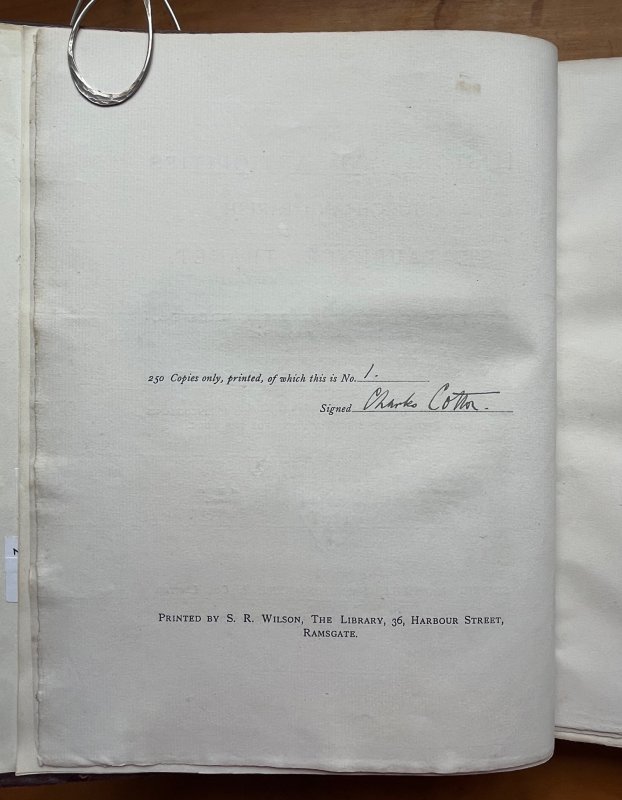 250 Copies only, printed, of which this is No. 1.
Signed Charles Cotton.
PRINTED BY S. R. WILSON, THE LIBRARY, 36, HARBOUR STREET,
RAMSGATE.